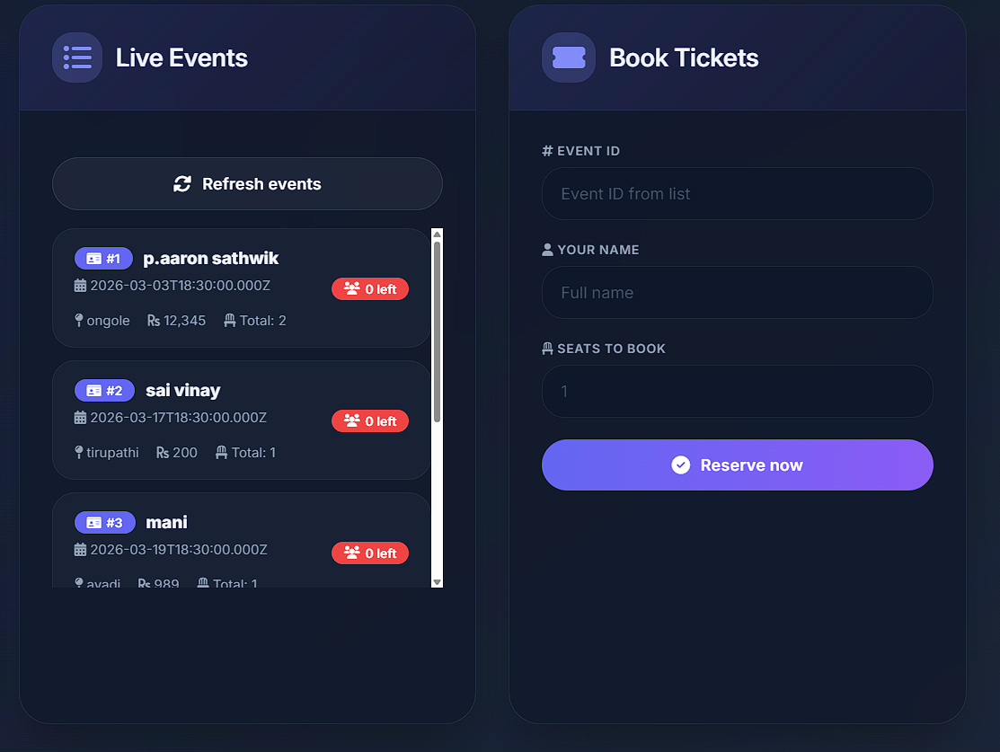 Live Events
Refresh events
#1 p.aaron sathwik
2026-03-03T18:30:00.000Z
0 left
ongole ₨ 12,345 Total: 2
#2 sai vinay
2026-03-17T18:30:00.000Z
0 left
tirupathi ₨ 200 Total: 1
#3 mani
2026-03-19T18:30:00.000Z
0 left
avadi ₨ 989 Total: 1
Book Tickets
# EVENT ID
Event ID from list
YOUR NAME
Full name
SEATS TO BOOK
1
Reserve now